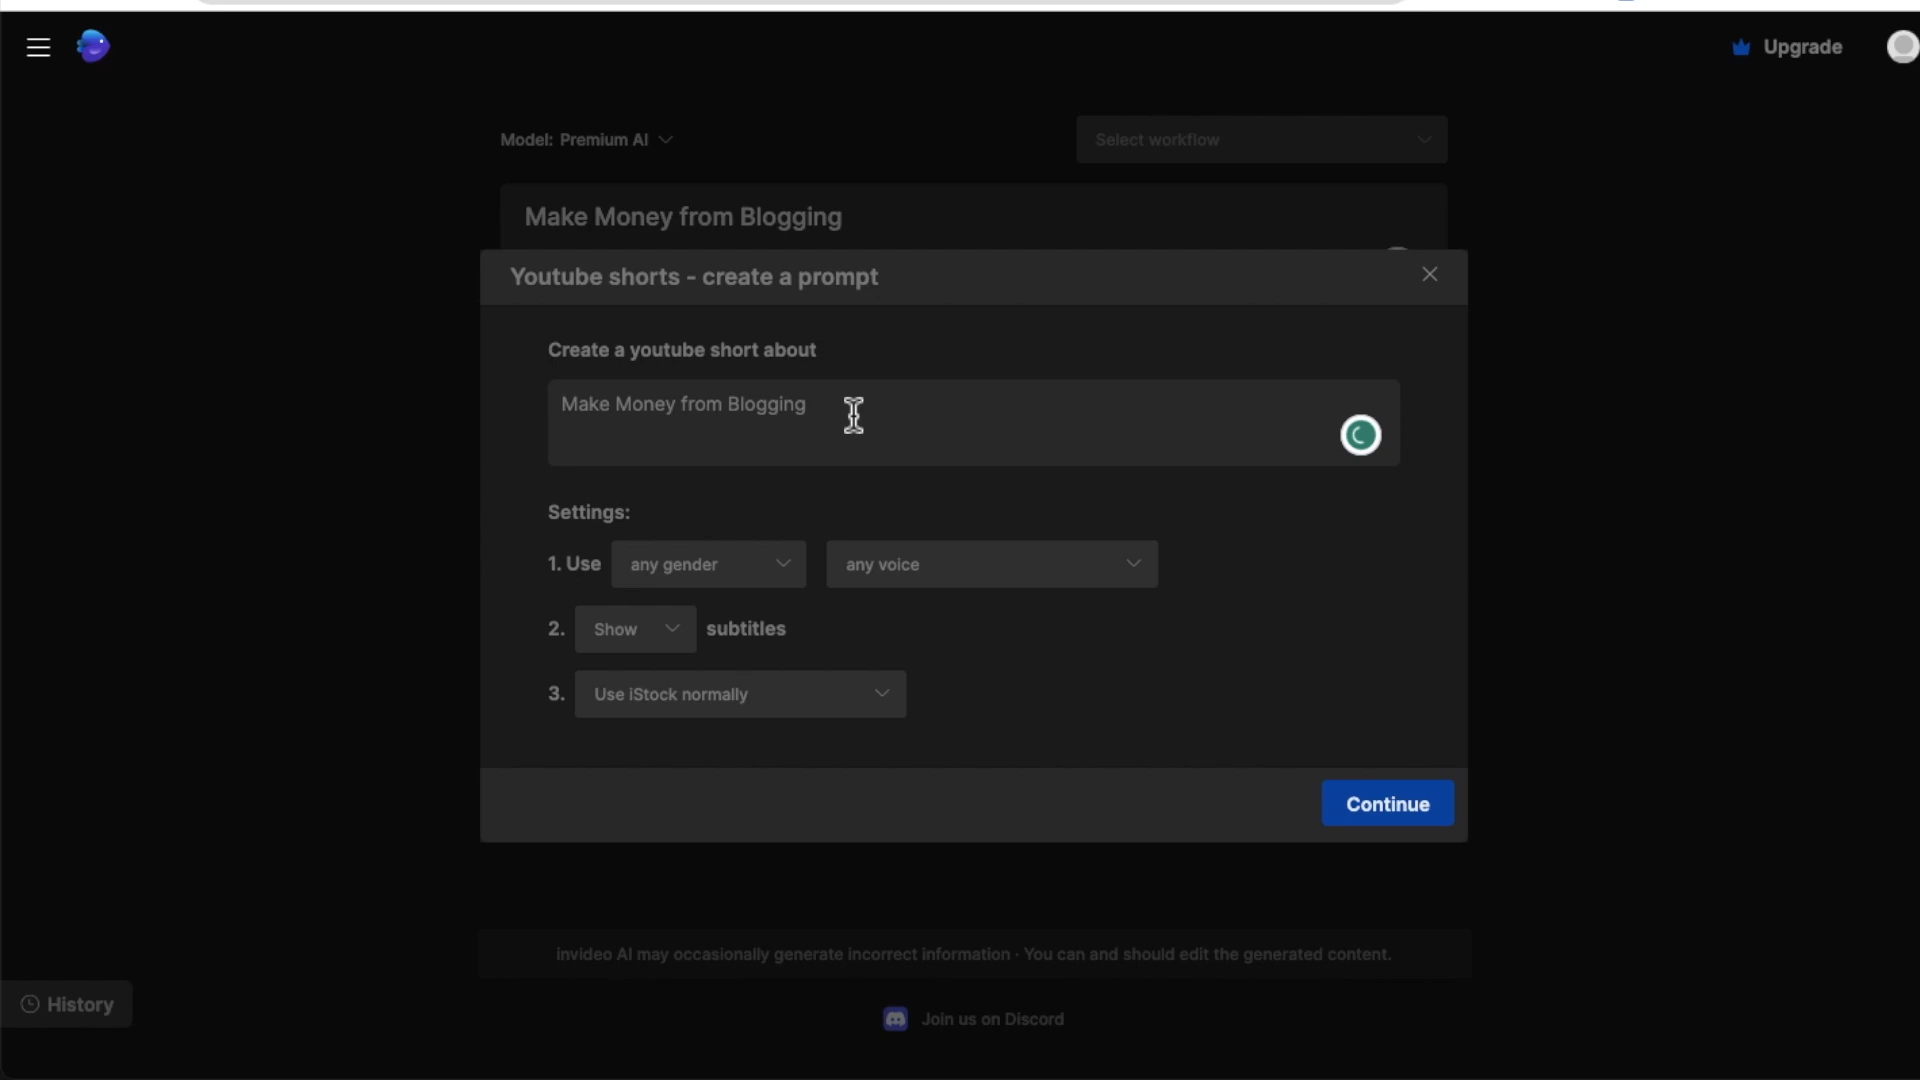 Upgrade
Model: Premium AI
Select workflow
Make Money from Blogging
Youtube shorts - create a prompt
Create a youtube short about
Make Money from Blogging
Settings:
1. Use any gender any voice
2. Show subtitles
3. Use iStock normally
Continue
invideo AI may occasionally generate incorrect information · You can and should edit the generated content.
History
Join us on Discord